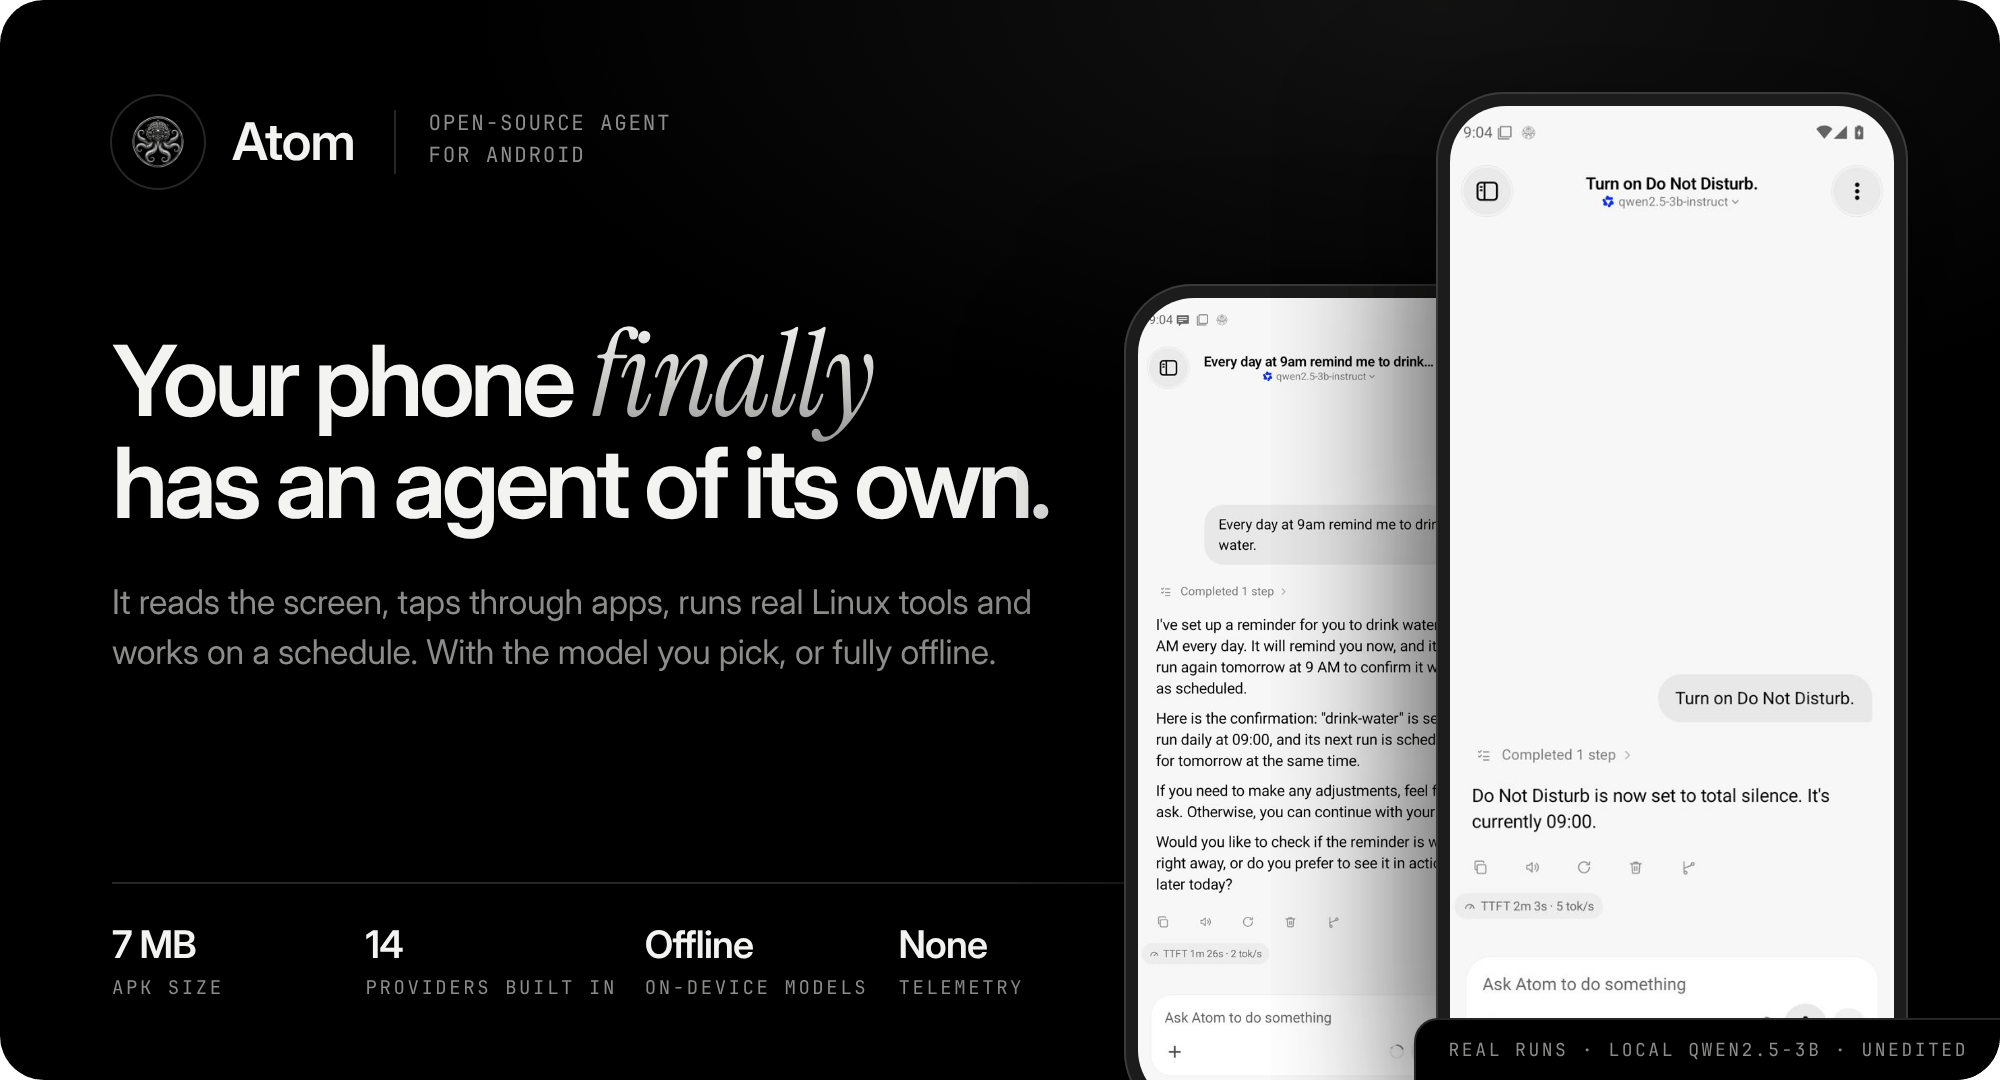 Atom
OPEN-SOURCE AGENT
FOR ANDROID
Your phone finally
has an agent of its own.
It reads the screen, taps through apps, runs real Linux tools and
works on a schedule. With the model you pick, or fully offline.
7 MB
APK SIZE
14
PROVIDERS BUILT IN
Offline
ON-DEVICE MODELS
None
TELEMETRY
9:04
Every day at 9am remind me to drink...
qwen2.5-3b-instruct
Every day at 9am remind me to
water.
Completed 1 step
I've set up a reminder for you to drink water
AM every day. It will remind you now, and it
run again tomorrow at 9 AM to confirm it
as scheduled.
Here is the confirmation: "drink-water" is
run daily at 09:00, and its next run is
for tomorrow at the same time.
If you need to make any adjustments, feel
ask. Otherwise, you can continue with your
Would you like to check if the reminder is
right away, or do you prefer to see it in
later today?
TTFT 1m 26s · 2 tok/s
Ask Atom to do something
9:04
Turn on Do Not Disturb.
qwen2.5-3b-instruct
Turn on Do Not Disturb.
Completed 1 step
Do Not Disturb is now set to total silence. It's
currently 09:00.
TTFT 2m 3s · 5 tok/s
Ask Atom to do something
REAL RUNS · LOCAL QWEN2.5-3B · UNEDITED